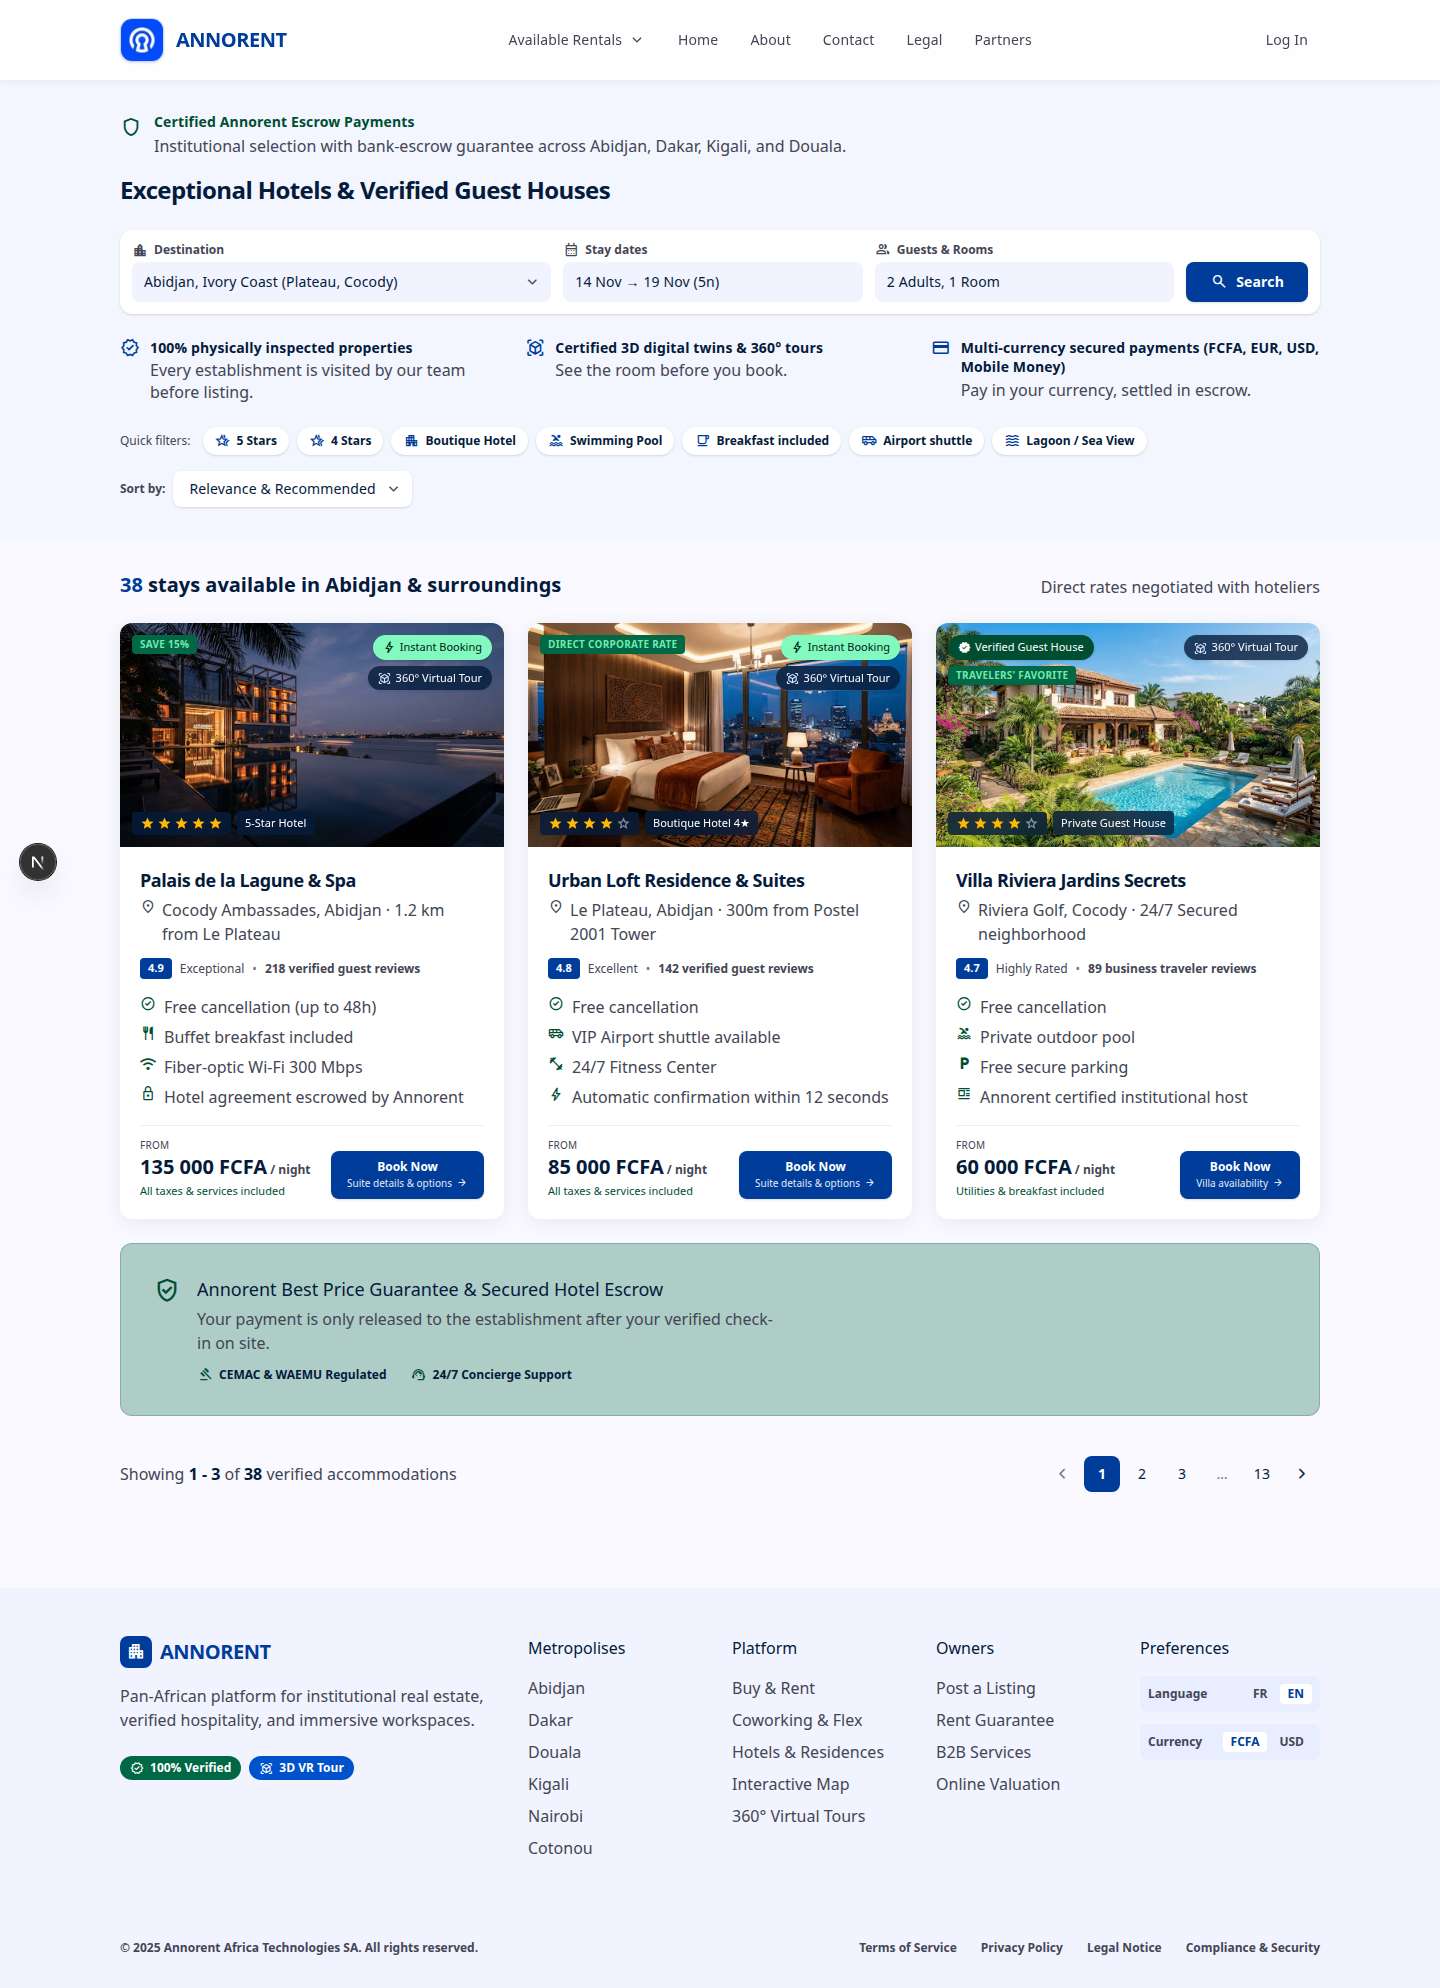 ANNORENT
Available Rentals
Home
About
Contact
Legal
Partners
Log In
Certified Annorent Escrow Payments
Institutional selection with bank-escrow guarantee across Abidjan, Dakar, Kigali, and Douala.
Exceptional Hotels & Verified Guest Houses
Destination
Abidjan, Ivory Coast (Plateau, Cocody)
Stay dates
14 Nov → 19 Nov (5n)
Guests & Rooms
2 Adults, 1 Room
Search
100% physically inspected properties
Every establishment is visited by our team
before listing.
Certified 3D digital twins & 360° tours
See the room before you book.
Multi-currency secured payments (FCFA, EUR, USD,
Mobile Money)
Pay in your currency, settled in escrow.
Quick filters:
5 Stars
4 Stars
Boutique Hotel
Swimming Pool
Breakfast included
Airport shuttle
Lagoon / Sea View
Sort by:
Relevance & Recommended
38 stays available in Abidjan & surroundings
Direct rates negotiated with hoteliers
SAVE 15%
Instant Booking
360° Virtual Tour
5-Star Hotel
Palais de la Lagune & Spa
Cocody Ambassades, Abidjan · 1.2 km
from Le Plateau
4.9 Exceptional • 218 verified guest reviews
Free cancellation (up to 48h)
Buffet breakfast included
Fiber-optic Wi-Fi 300 Mbps
Hotel agreement escrowed by Annorent
FROM
135 000 FCFA / night
All taxes & services included
Book Now
Suite details & options →
DIRECT CORPORATE RATE
Instant Booking
360° Virtual Tour
Boutique Hotel 4★
Urban Loft Residence & Suites
Le Plateau, Abidjan · 300m from Postel
2001 Tower
4.8 Excellent • 142 verified guest reviews
Free cancellation
VIP Airport shuttle available
24/7 Fitness Center
Automatic confirmation within 12 seconds
FROM
85 000 FCFA / night
All taxes & services included
Book Now
Suite details & options →
Verified Guest House
360° Virtual Tour
TRAVELERS' FAVORITE
Private Guest House
Villa Riviera Jardins Secrets
Riviera Golf, Cocody · 24/7 Secured
neighborhood
4.7 Highly Rated • 89 business traveler reviews
Free cancellation
Private outdoor pool
Free secure parking
Annorent certified institutional host
FROM
60 000 FCFA / night
Utilities & breakfast included
Book Now
Villa availability →
Annorent Best Price Guarantee & Secured Hotel Escrow
Your payment is only released to the establishment after your verified check-
in on site.
CEMAC & WAEMU Regulated
24/7 Concierge Support
Showing 1 - 3 of 38 verified accommodations
1
2
3
...
13
ANNORENT
Pan-African platform for institutional real estate,
verified hospitality, and immersive workspaces.
100% Verified
3D VR Tour
Metropolises
Abidjan
Dakar
Douala
Kigali
Nairobi
Cotonou
Platform
Buy & Rent
Coworking & Flex
Hotels & Residences
Interactive Map
360° Virtual Tours
Owners
Post a Listing
Rent Guarantee
B2B Services
Online Valuation
Preferences
Language FR EN
Currency FCFA USD
© 2025 Annorent Africa Technologies SA. All rights reserved.
Terms of Service
Privacy Policy
Legal Notice
Compliance & Security